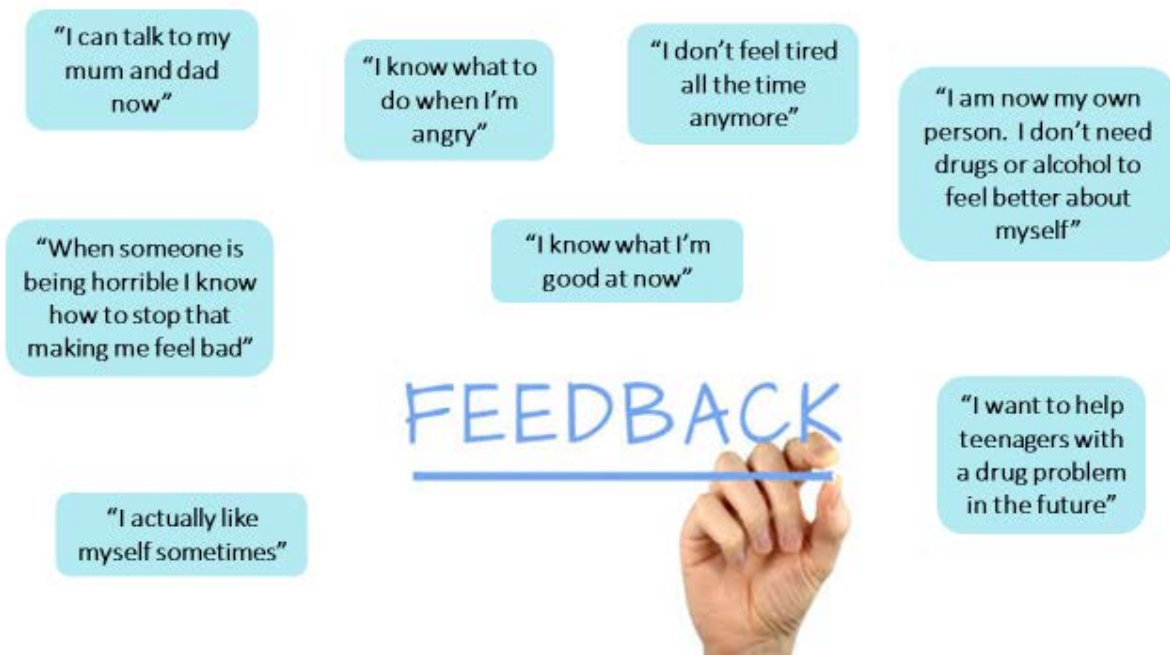 “I can talk to my
mum and dad
now”
“I know what to
do when I’m
angry”
“I don’t feel tired
all the time
anymore”
“I am now my own
person.  I don’t need
drugs or alcohol to
feel better about
myself”
“When someone is
being horrible I know
how to stop that
making me feel bad”
“I know what I’m
good at now”
FEEDBACK
“I want to help
teenagers with
a drug problem
in the future”
“I actually like
myself sometimes”